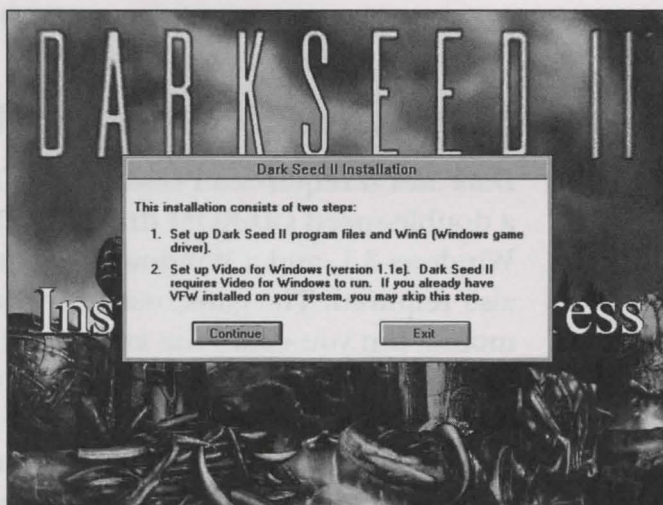 DARKSEED II
Dark Seed II Installation
This installation consists of two steps:
1. Set up Dark Seed II program files and WinG (Windows game
driver).
2. Set up Video for Windows (version 1.1e). Dark Seed II
requires Video for Windows to run. If you already have
VFW installed on your system, you may skip this step.
Ins
ress
Continue
Exit